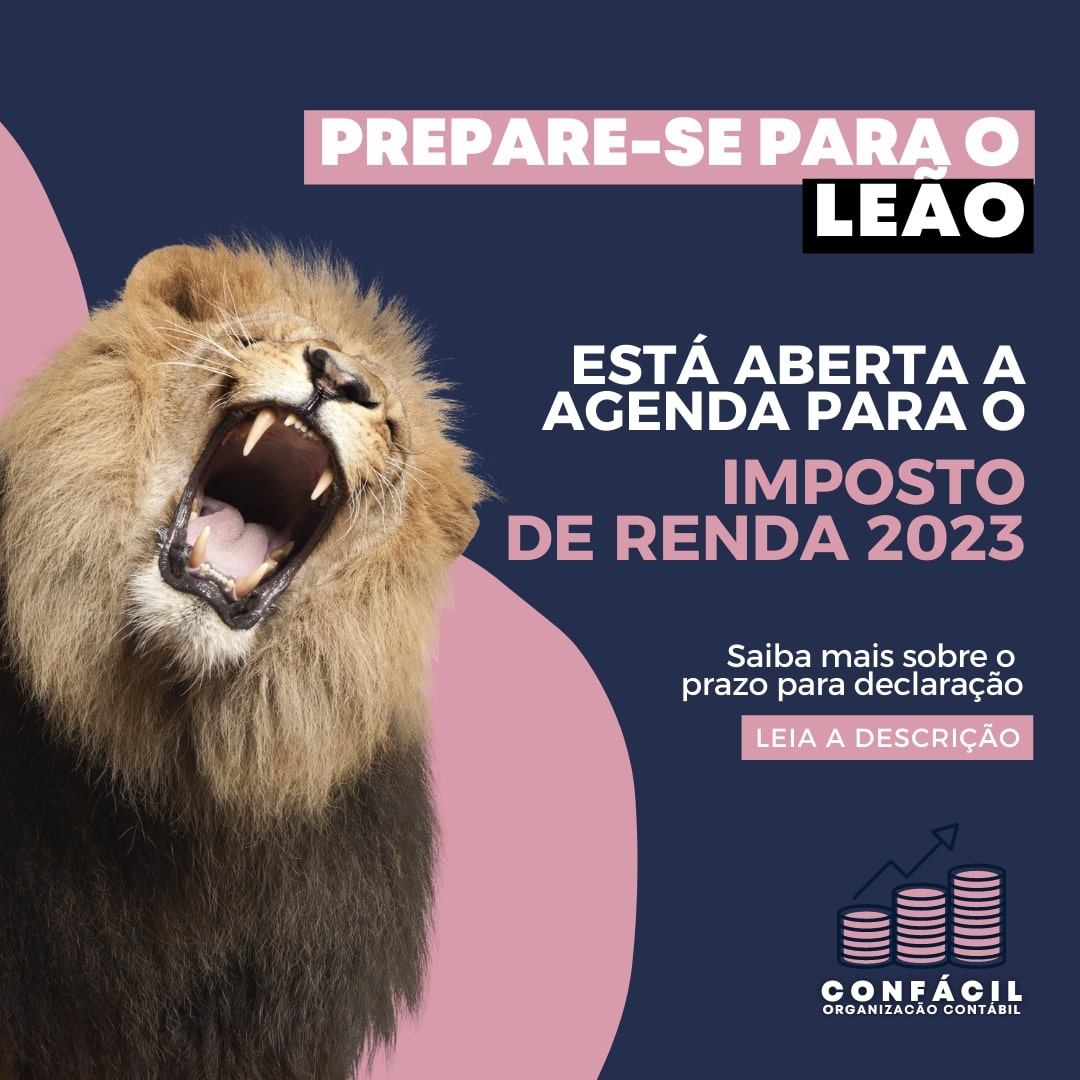 PREPARE-SE PARA O
LEÃO
ESTÁ ABERTA A
AGENDA PARA O
IMPOSTO
DE RENDA 2023
Saiba mais sobre o
prazo para declaração
LEIA A DESCRIÇÃO
CONFÁCIL
ORGANIZACÃO CONTÁBIL